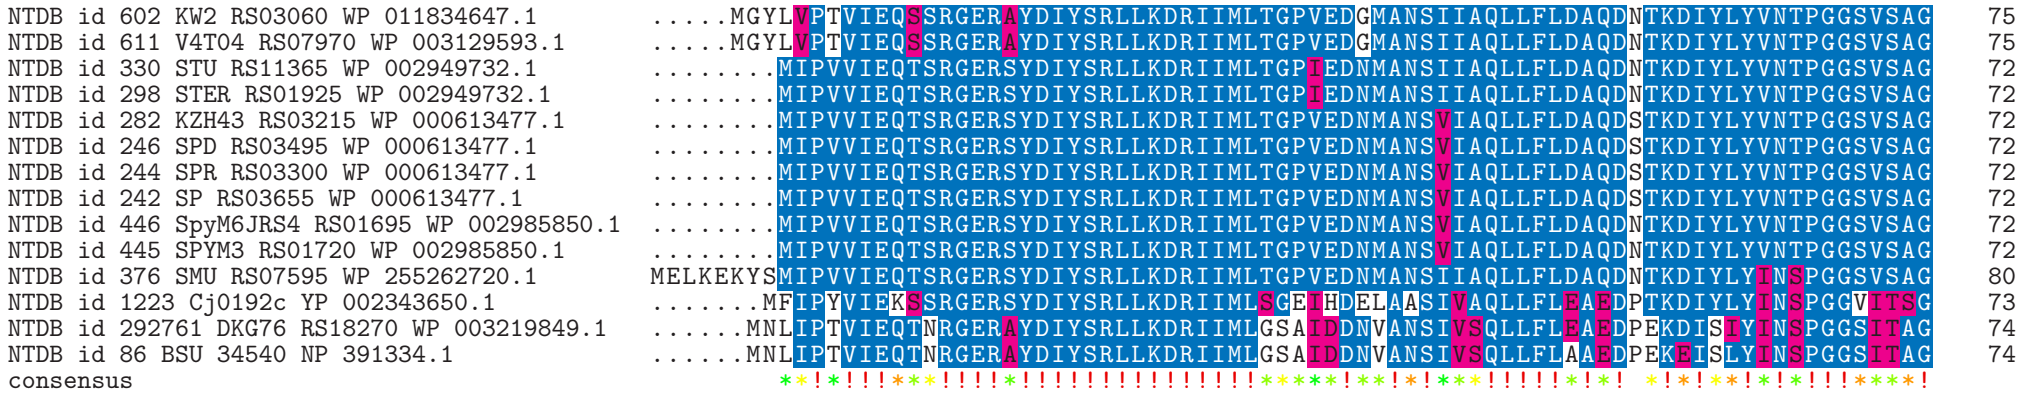 NTDB id 602 KW2 RS03060 WP 011834647.1 .....MGYLVPTVIEQSSRGERAYDIYSRLLKDRIIMLTGPVEDGMANSIIAQLLFLDAQDNTKDIYLYVNTPGGSVSAG 75
NTDB id 611 V4T04 RS07970 WP 003129593.1 .....MGYLVPTVIEQSSRGERAYDIYSRLLKDRIIMLTGPVEDGMANSIIAQLLFLDAQDNTKDIYLYVNTPGGSVSAG 75
NTDB id 330 STU RS11365 WP 002949732.1 ........MIPVVIEQTSRGERSYDIYSRLLKDRIIMLTGPIEDNMANSIIAQLLFLDAQDNTKDIYLYVNTPGGSVSAG 72
NTDB id 298 STER RS01925 WP 002949732.1 ........MIPVVIEQTSRGERSYDIYSRLLKDRIIMLTGPIEDNMANSIIAQLLFLDAQDNTKDIYLYVNTPGGSVSAG 72
NTDB id 282 KZH43 RS03215 WP 000613477.1 ........MIPVVIEQTSRGERSYDIYSRLLKDRIIMLTGPVEDNMANSVIAQLLFLDAQDSTKDIYLYVNTPGGSVSAG 72
NTDB id 246 SPD RS03495 WP 000613477.1 ........MIPVVIEQTSRGERSYDIYSRLLKDRIIMLTGPVEDNMANSVIAQLLFLDAQDSTKDIYLYVNTPGGSVSAG 72
NTDB id 244 SPR RS03300 WP 000613477.1 ........MIPVVIEQTSRGERSYDIYSRLLKDRIIMLTGPVEDNMANSVIAQLLFLDAQDSTKDIYLYVNTPGGSVSAG 72
NTDB id 242 SP RS03655 WP 000613477.1 ........MIPVVIEQTSRGERSYDIYSRLLKDRIIMLTGPVEDNMANSVIAQLLFLDAQDSTKDIYLYVNTPGGSVSAG 72
NTDB id 446 SpyM6JRS4 RS01695 WP 002985850.1 ........MIPVVIEQTSRGERSYDIYSRLLKDRIIMLTGPVEDNMANSVIAQLLFLDAQDNTKDIYLYVNTPGGSVSAG 72
NTDB id 445 SPYM3 RS01720 WP 002985850.1 ........MIPVVIEQTSRGERSYDIYSRLLKDRIIMLTGPVEDNMANSVIAQLLFLDAQDNTKDIYLYVNTPGGSVSAG 72
NTDB id 376 SMU RS07595 WP 255262720.1 MELKEKYSMIPVVIEQTSRGERSYDIYSRLLKDRIIMLTGPVEDNMANSIIAQLLFLDAQDNTKDIYLYINSPGGSVSAG 80
NTDB id 1223 Cj0192c YP 002343650.1 .......MFIPYVIEKSSRGERSYDIYSRLLKDRIIMLSGEIHDELAASIVAQLLFLEAEDPTKDIYLYINSPGGVITSG 73
NTDB id 292761 DKG76 RS18270 WP 003219849.1 ......MNLIPTVIEQTNRGERAYDIYSRLLKDRIIMLGSAIDDNVANSIVSQLLFLEAEDPEKDISIYINSPGGSITAG 74
NTDB id 86 BSU 34540 NP 391334.1 ......MNLIPTVIEQTNRGERAYDIYSRLLKDRIIMLGSAIDDNVANSIVSQLLFLAAEDPEKEISLYINSPGGSITAG 74
consensus **!*!!!***!!!!*!!!!!!!!!!!!!!!*****!**!*!***!!!!!*!*! *!*!**!*!*!!!****!